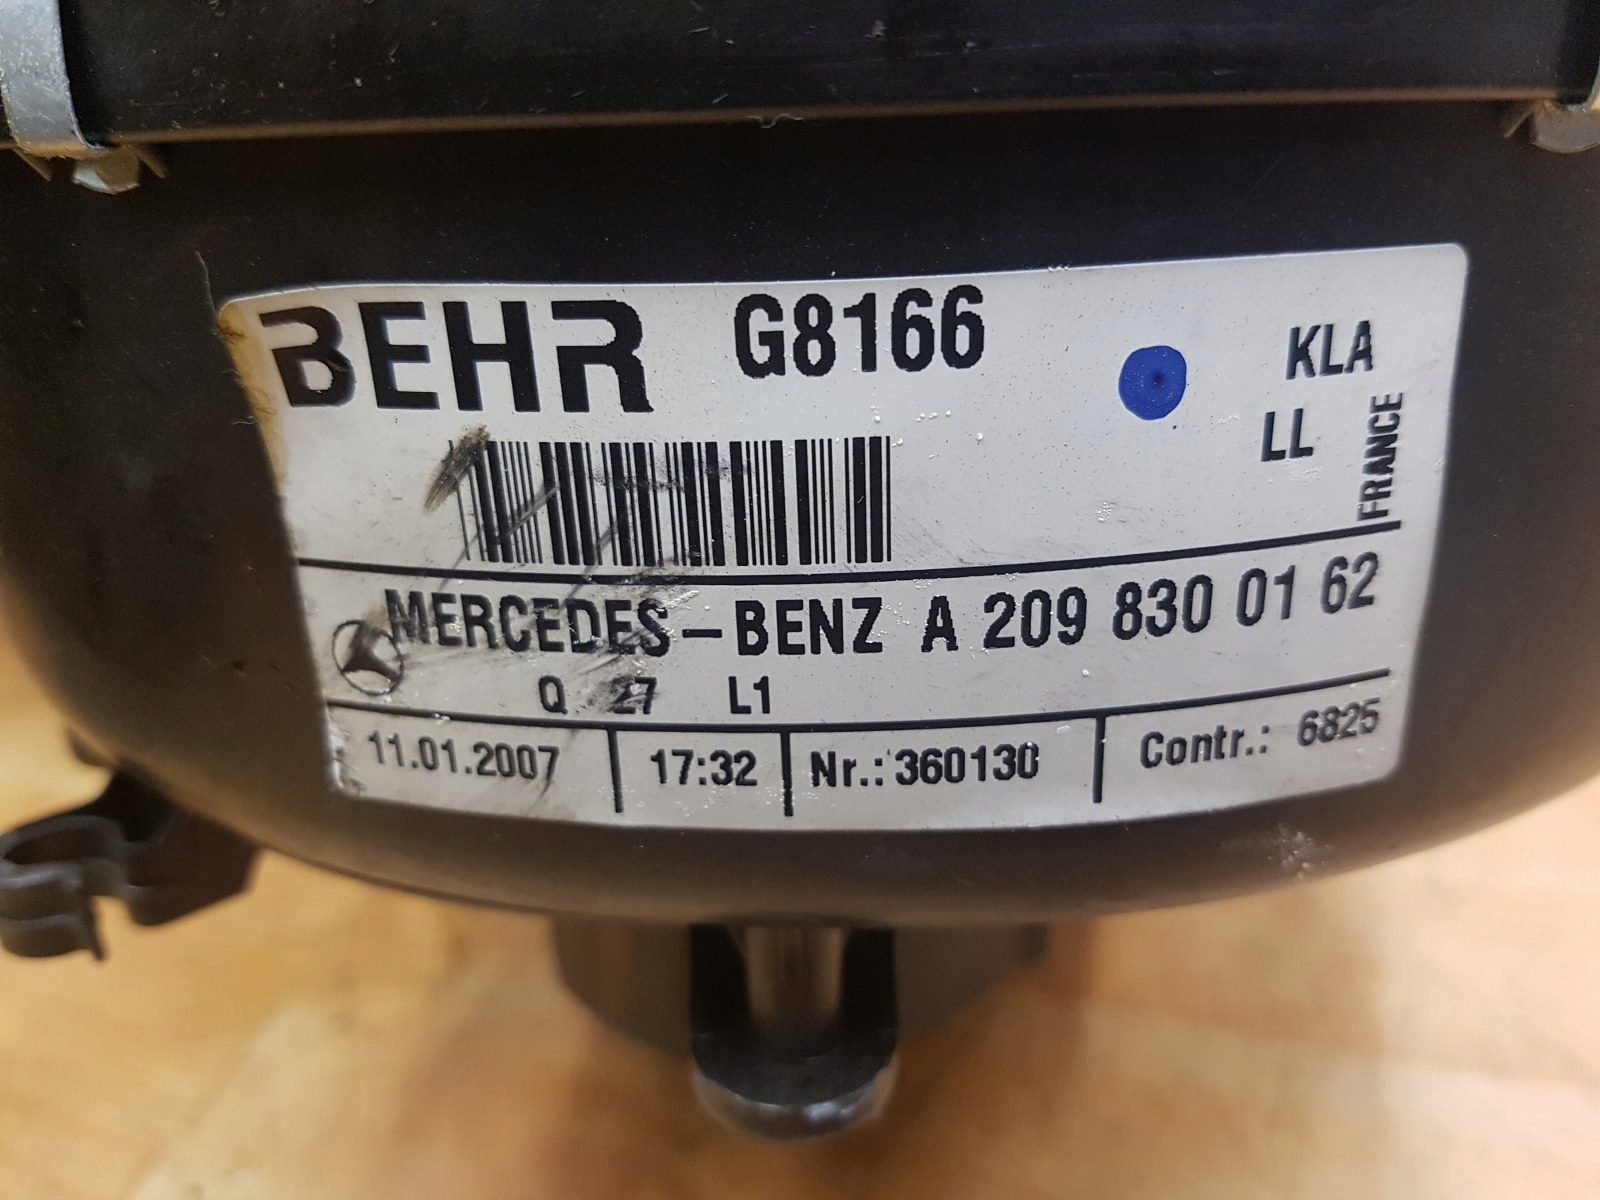 BEHR G8166
KLA
LL
FRANCE
MERCEDES-BENZ A 209 830 01 62
Q 27 L1
11.01.2007 17:32 Nr.: 360130 Contr.: 6825